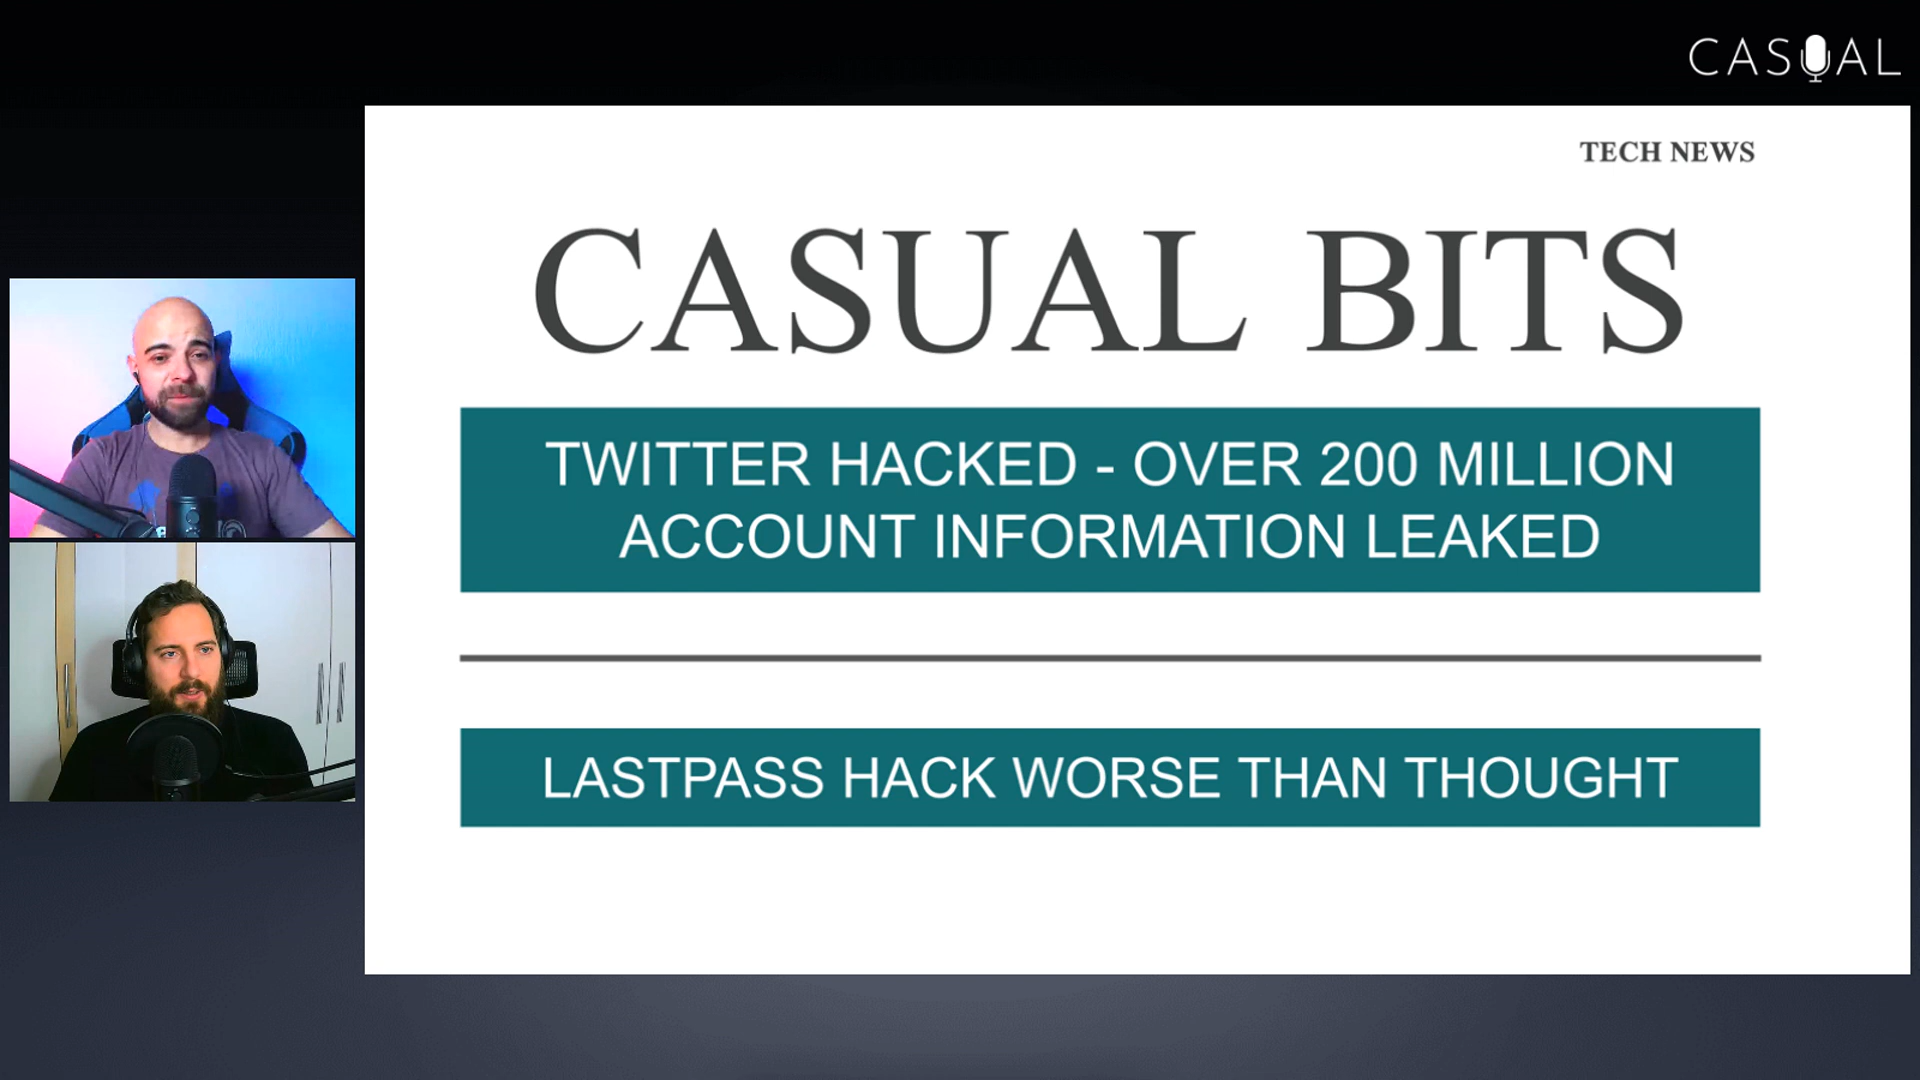 CASUAL
TECH NEWS
CASUAL BITS
TWITTER HACKED - OVER 200 MILLION
ACCOUNT INFORMATION LEAKED
LASTPASS HACK WORSE THAN THOUGHT